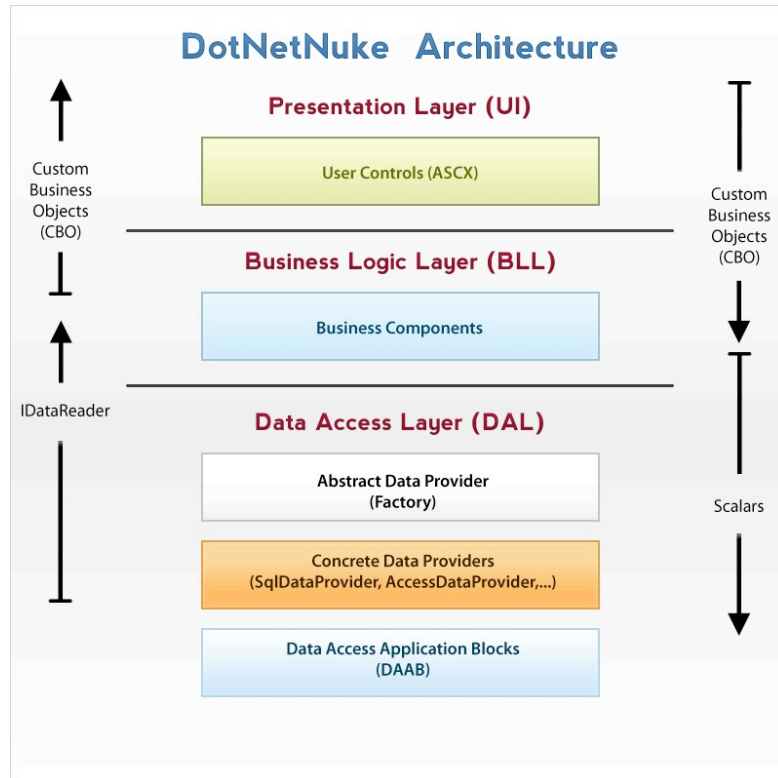 DotNetNuke Architecture
Presentation Layer (UI)
User Controls (ASCX)
Custom
Business
Objects
(CBO)
Custom
Business
Objects
(CBO)
Business Logic Layer (BLL)
Business Components
IDataReader
Data Access Layer (DAL)
Abstract Data Provider
(Factory)
Scalars
Concrete Data Providers
(SqlDataProvider, AccessDataProvider,...)
Data Access Application Blocks
(DAAB)